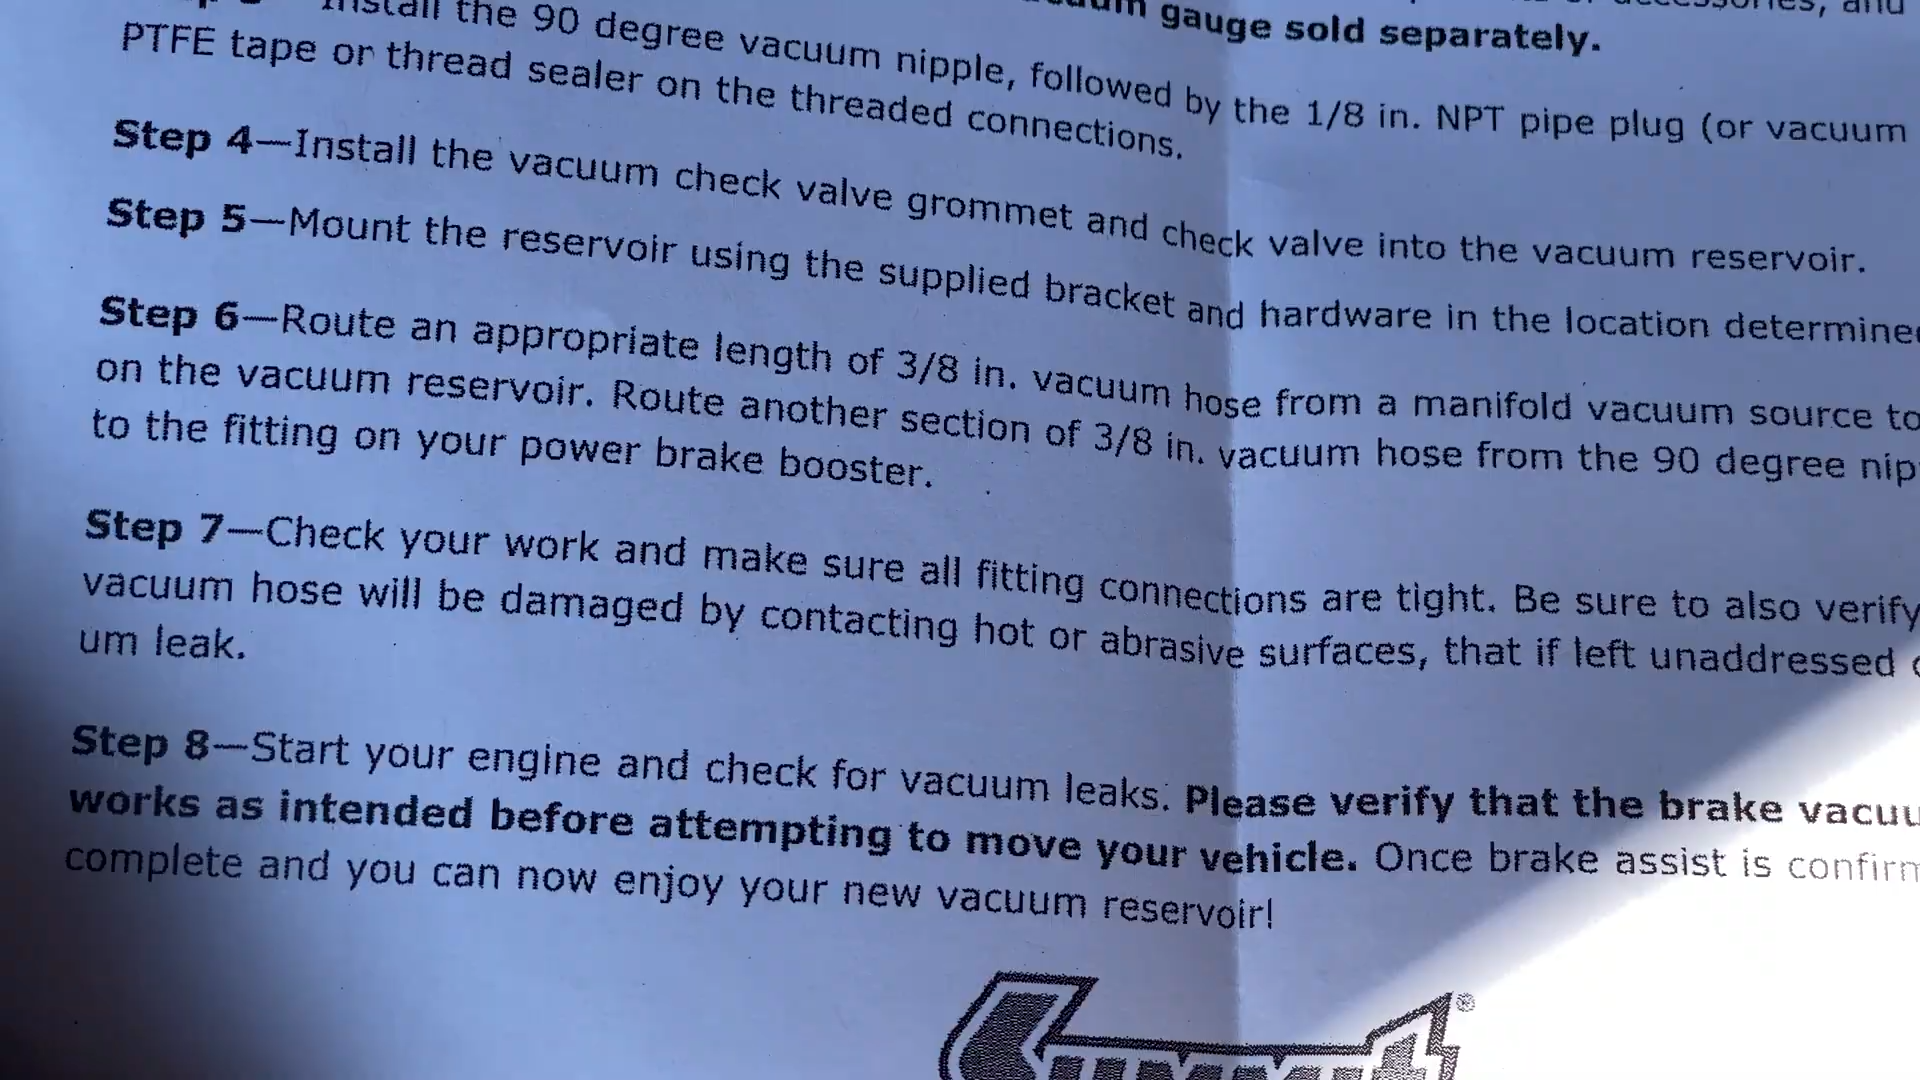 accessories, and
gauge sold separately.
Install the 90 degree vacuum nipple, followed by the 1/8 in. NPT pipe plug (or vacuum
PTFE tape or thread sealer on the threaded connections.
Step 4—Install the vacuum check valve grommet and check valve into the vacuum reservoir.
Step 5—Mount the reservoir using the supplied bracket and hardware in the location determine
Step 6—Route an appropriate length of 3/8 in. vacuum hose from a manifold vacuum source to
on the vacuum reservoir. Route another section of 3/8 in. vacuum hose from the 90 degree nip
to the fitting on your power brake booster.
Step 7—Check your work and make sure all fitting connections are tight. Be sure to also verify
vacuum hose will be damaged by contacting hot or abrasive surfaces, that if left unaddressed
um leak.
Step 8—Start your engine and check for vacuum leaks. Please verify that the brake vacuu
works as intended before attempting to move your vehicle. Once brake assist is confirm
complete and you can now enjoy your new vacuum reservoir!
Summit®